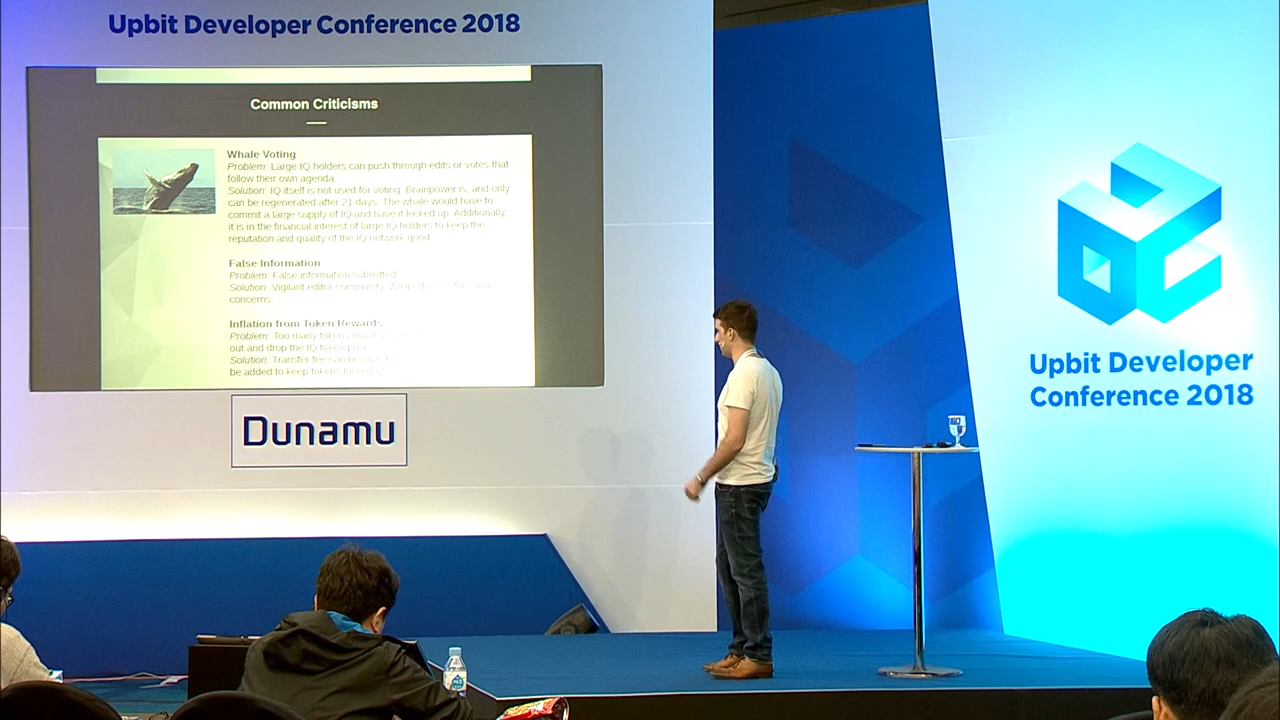 Upbit Developer Conference 2018
Common Criticisms
Whale Voting
Problem: Large IQ holders can push through edits or votes that
follow their own agenda.
Solution: IQ itself is not used for voting. Brainpower is, and only
can be regenerated after 21 days. The whale would have to
commit a large supply of IQ and have it locked up. Additionally,
it is in the financial interest of large IQ holders to keep the
reputation and quality of the IQ network good.
False Information
Problem: False information submitted.
Solution: Vigilant editor community. Wikipedia has the same
concerns.
Inflation from Token Rewards
Problem: Too many tokens
out and drop the IQ token
Solution: Transfer fee can be
be added to keep tokens
Dunamu
Upbit Developer
Conference 2018